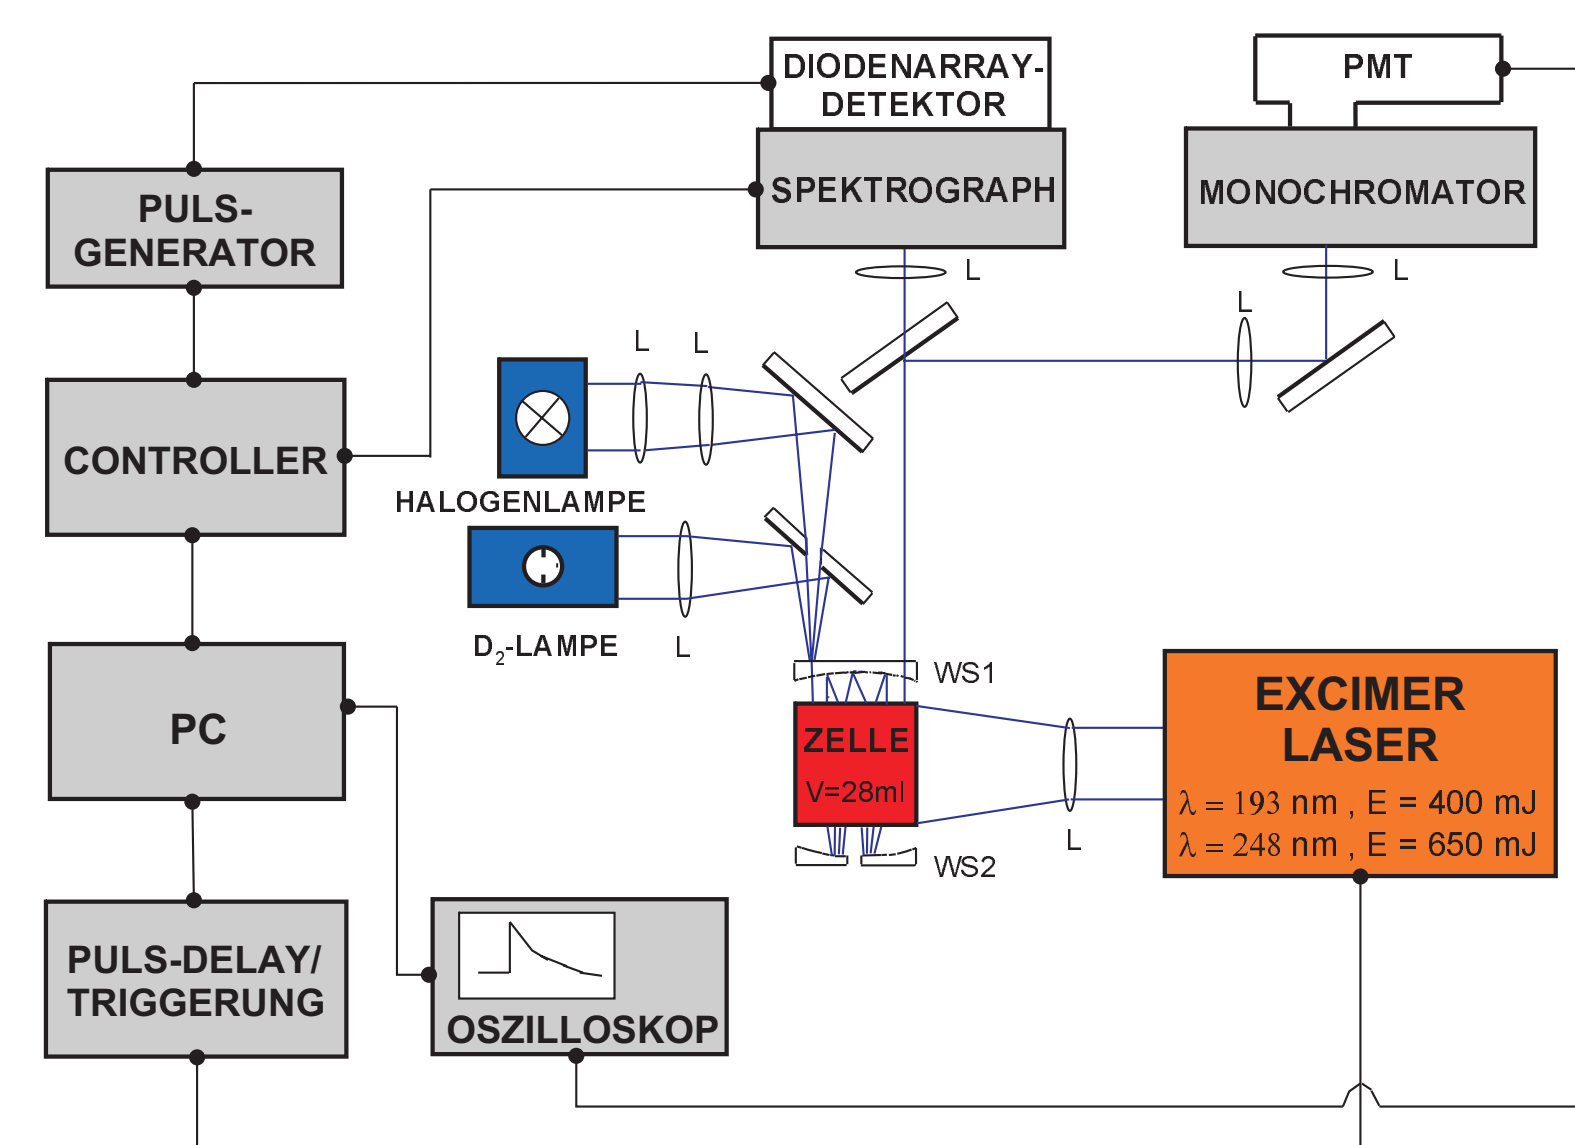 DIODENARRAY-
DETEKTOR
PMT
SPEKTROGRAPH
MONOCHROMATOR
PULS-
GENERATOR
L
L
L
L
L
CONTROLLER
HALOGENLAMPE
D₂-LAMPE
L
WS1
EXCIMER
LASER
λ = 193 nm , E = 400 mJ
λ = 248 nm , E = 650 mJ
PC
ZELLE
V=28ml
L
WS2
PULS-DELAY/
TRIGGERUNG
OSZILLOSKOP